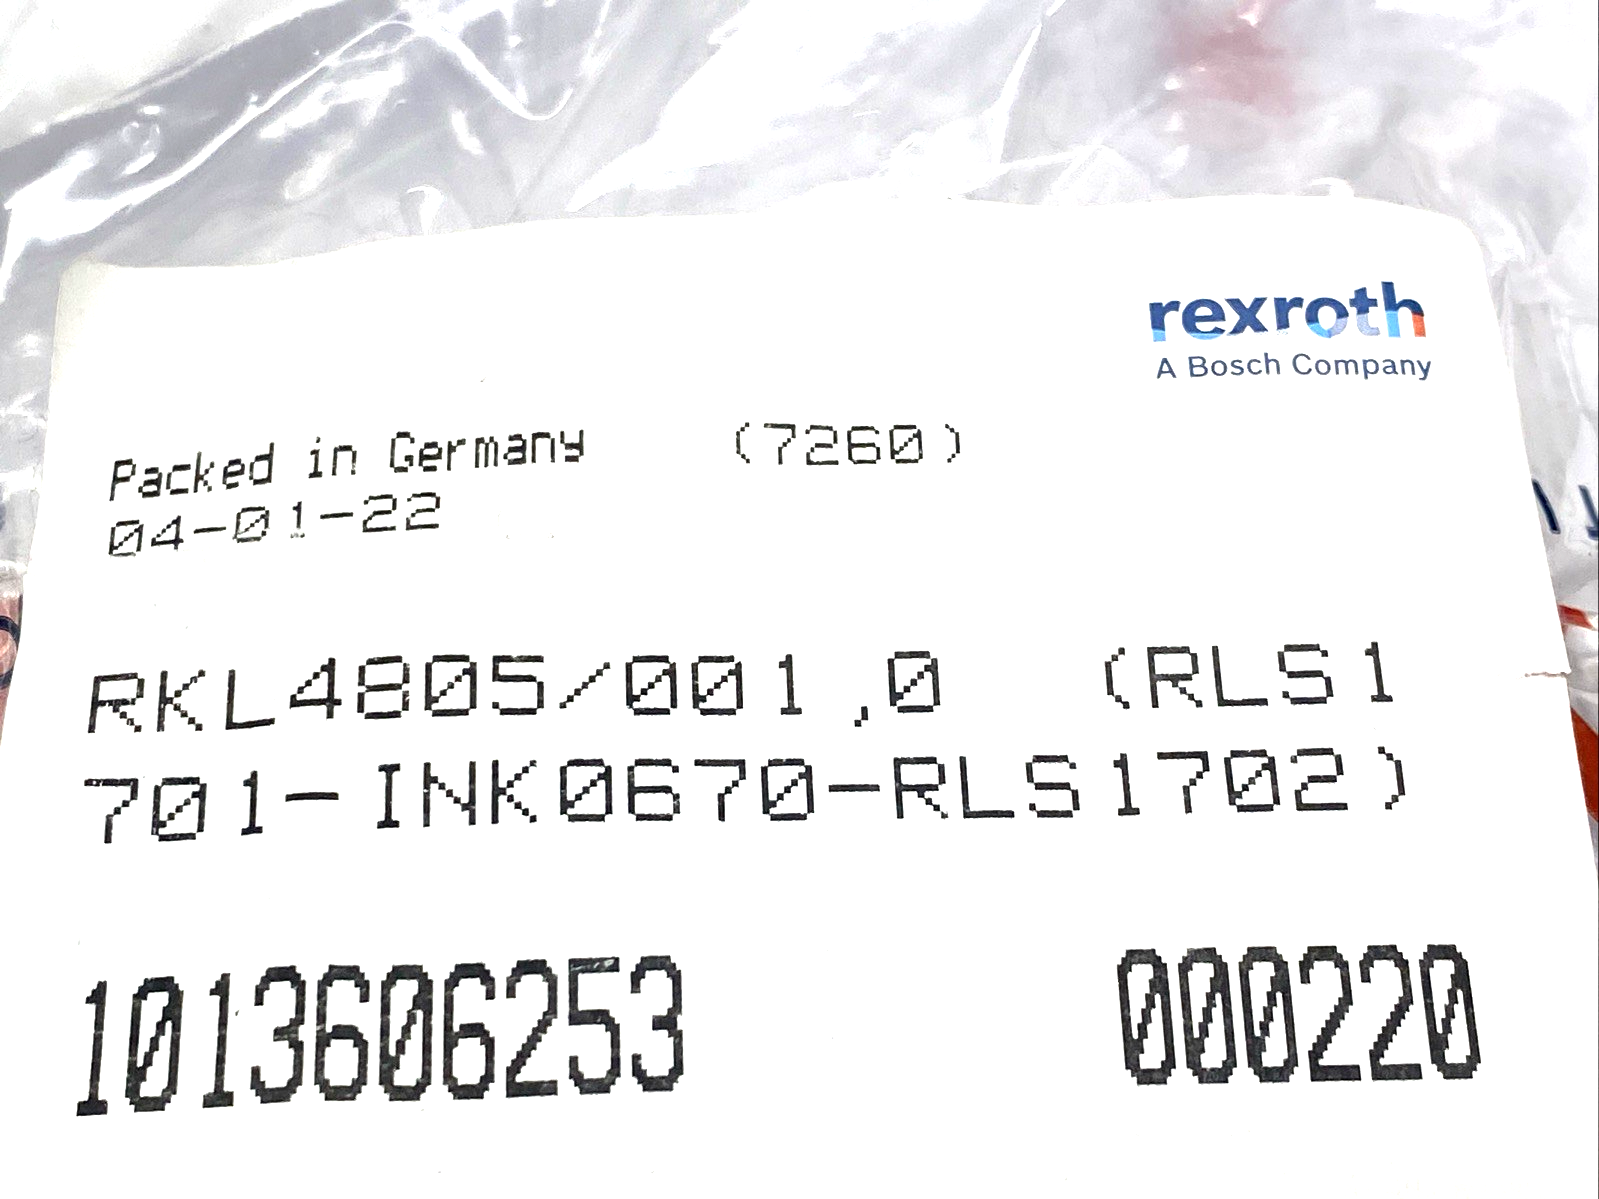 rexroth
A Bosch Company
Packed in Germany (7260)
04-01-22
RKL4805/001,0 (RLS1
701-INK0670-RLS1702)
1013606253 000220